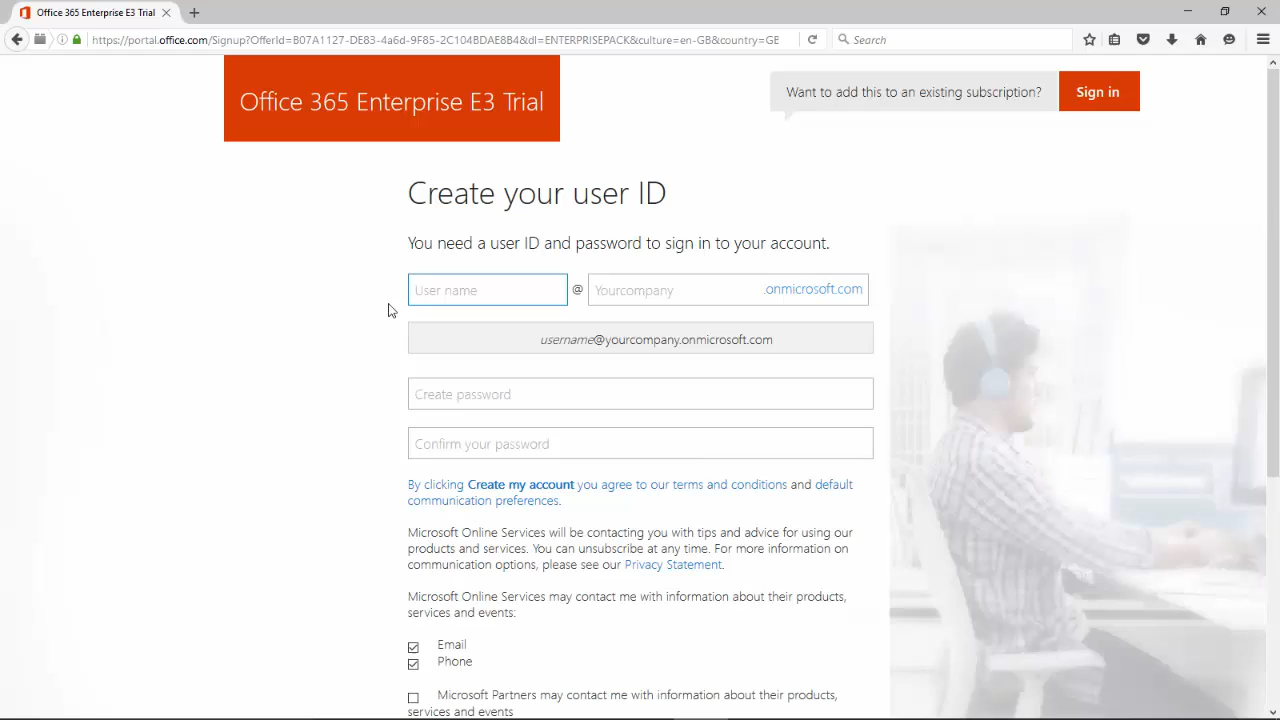 Office 365 Enterprise E3 Trial
https://portal.office.com/Signup?OfferId=B07A1127-DE83-4a6d-9F85-2C104BDAE8B4&dl=ENTERPRISEPACK&culture=en-GB&country=GE
Search
Office 365 Enterprise E3 Trial
Want to add this to an existing subscription?
Sign in
Create your user ID
You need a user ID and password to sign in to your account.
User name @ Yourcompany .onmicrosoft.com
username@yourcompany.onmicrosoft.com
Create password
Confirm your password
By clicking Create my account you agree to our terms and conditions and default
communication preferences.
Microsoft Online Services will be contacting you with tips and advice for using our
products and services. You can unsubscribe at any time. For more information on
communication options, please see our Privacy Statement.
Microsoft Online Services may contact me with information about their products,
services and events:
Email
Phone
Microsoft Partners may contact me with information about their products,
services and events